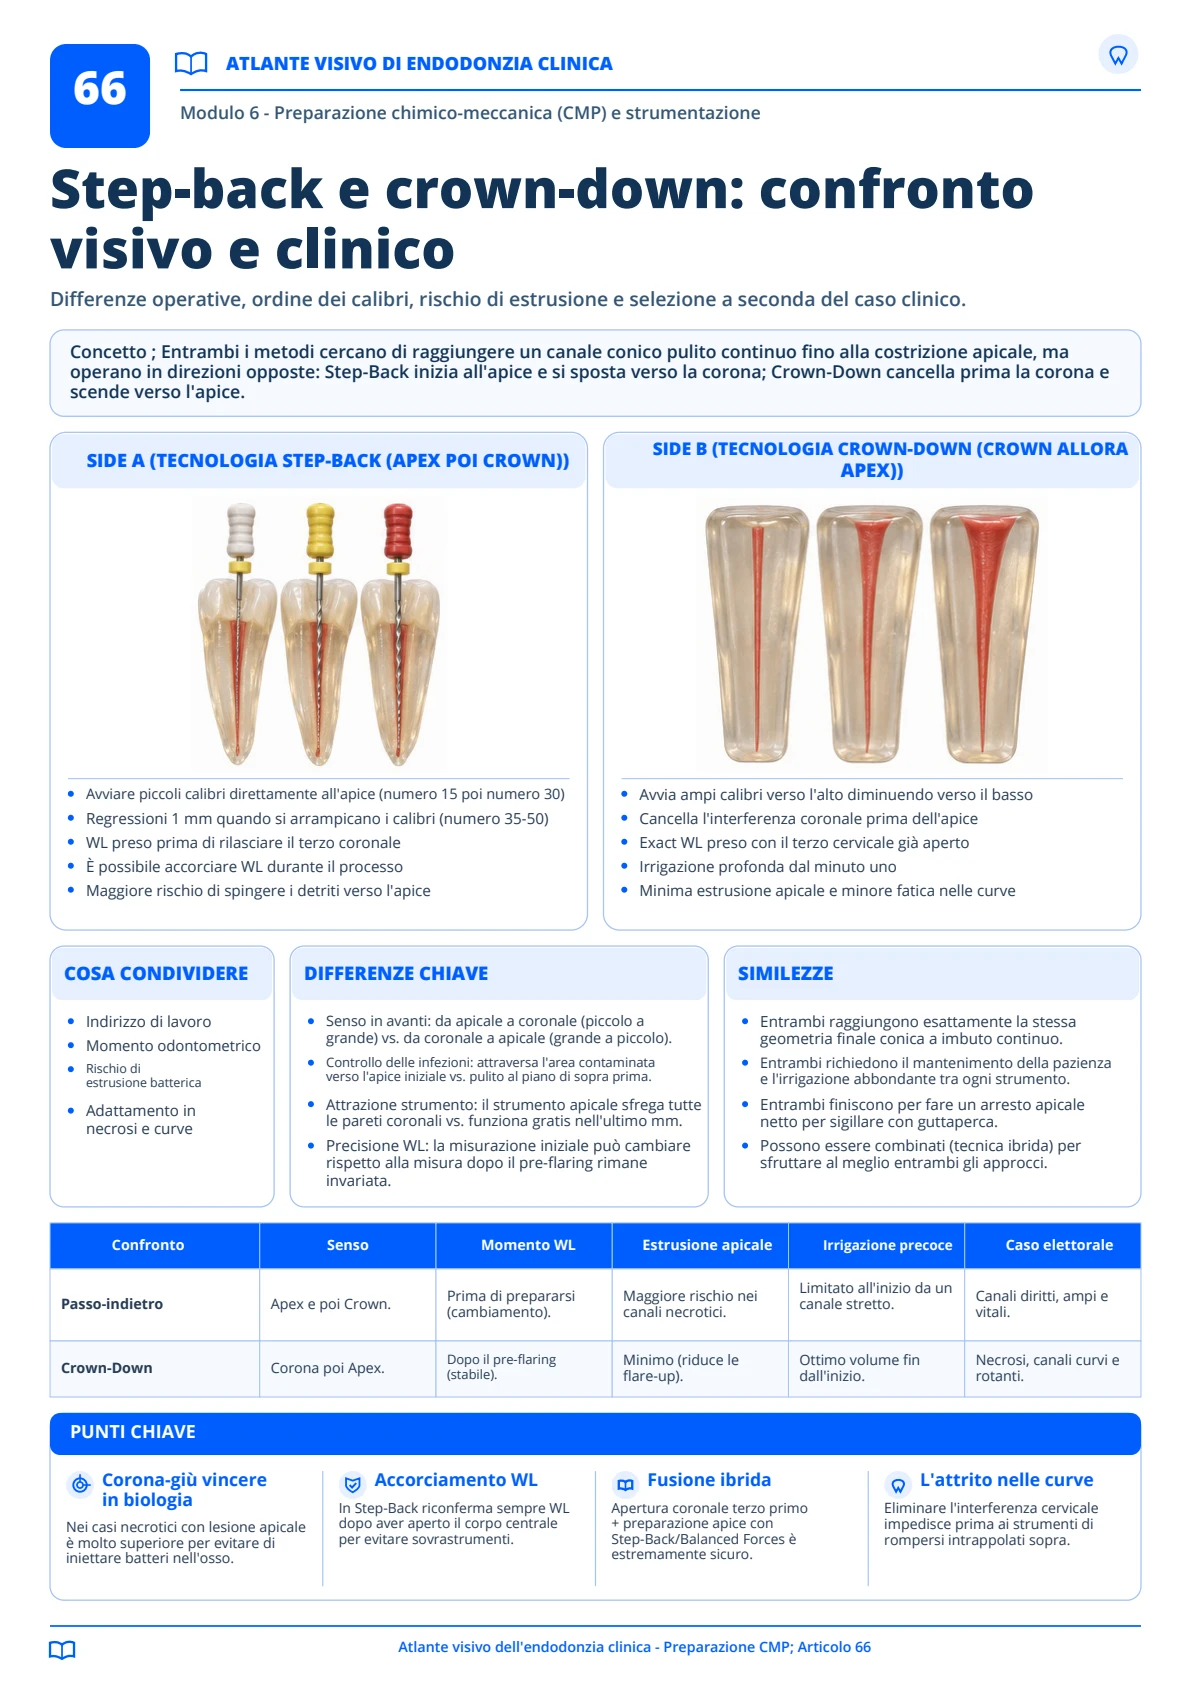 66
ATLANTE VISIVO DI ENDODONZIA CLINICA
Modulo 6 - Preparazione chimico-meccanica (CMP) e strumentazione
Step-back e crown-down: confronto
visivo e clinico
Differenze operative, ordine dei calibri, rischio di estrusione e selezione a seconda del caso clinico.
Concetto ; Entrambi i metodi cercano di raggiungere un canale conico pulito continuo fino alla costrizione apicale, ma
operano in direzioni opposte: Step-Back inizia all'apice e si sposta verso la corona; Crown-Down cancella prima la corona e
scende verso l'apice.
SIDE A (TECNOLOGIA STEP-BACK (APEX POI CROWN))
Avviare piccoli calibri direttamente all'apice (numero 15 poi numero 30)
Regressioni 1 mm quando si arrampicano i calibri (numero 35-50)
WL preso prima di rilasciare il terzo coronale
È possibile accorciare WL durante il processo
Maggiore rischio di spingere i detriti verso l'apice
SIDE B (TECNOLOGIA CROWN-DOWN (CROWN ALLORA
APEX))
Avvia ampi calibri verso l'alto diminuendo verso il basso
Cancella l'interferenza coronale prima dell'apice
Exact WL preso con il terzo cervicale già aperto
Irrigazione profonda dal minuto uno
Minima estrusione apicale e minore fatica nelle curve
COSA CONDIVIDERE
Indirizzo di lavoro
Momento odontometrico
Rischio di
estrusione batterica
Adattamento in
necrosi e curve
DIFFERENZE CHIAVE
Senso in avanti: da apicale a coronale (piccolo a
grande) vs. da coronale a apicale (grande a piccolo).
Controllo delle infezioni: attraversa l'area contaminata
verso l'apice iniziale vs. pulito al piano di sopra prima.
Attrazione strumento: il strumento apicale sfrega tutte
le pareti coronali vs. funziona gratis nell'ultimo mm.
Precisione WL: la misurazione iniziale può cambiare
rispetto alla misura dopo il pre-flaring rimane
invariata.
SIMILEZZE
Entrambi raggiungono esattamente la stessa
geometria finale conica a imbuto continuo.
Entrambi richiedono il mantenimento della pazienza
e l'irrigazione abbondante tra ogni strumento.
Entrambi finiscono per fare un arresto apicale
netto per sigillare con guttaperca.
Possono essere combinati (tecnica ibrida) per
sfruttare al meglio entrambi gli approcci.
Confronto Senso Momento WL Estrusione apicale Irrigazione precoce Caso elettorale
Passo-indietro
Apex e poi Crown.
Prima di prepararsi
(cambiamento).
Maggiore rischio nei
canali necrotici.
Limitato all'inizio da un
canale stretto.
Canali diritti, ampi e
vitali.
Crown-Down
Corona poi Apex.
Dopo il pre-flaring
(stabile).
Minimo (riduce le
flare-up).
Ottimo volume fin
dall'inizio.
Necrosi, canali curvi e
rotanti.
PUNTI CHIAVE
Corona-giù vincere
in biologia
Nei casi necrotici con lesione apicale
è molto superiore per evitare di
iniettare batteri nell'osso.
Accorciamento WL
In Step-Back riconferma sempre WL
dopo aver aperto il corpo centrale
per evitare sovrastrumenti.
Fusione ibrida
Apertura coronale terzo primo
+ preparazione apice con
Step-Back/Balanced Forces è
estremamente sicuro.
L'attrito nelle curve
Eliminare l'interferenza cervicale
impedisce prima ai strumenti di
rompersi intrappolati sopra.
Atlante visivo dell'endodonzia clinica - Preparazione CMP; Articolo 66